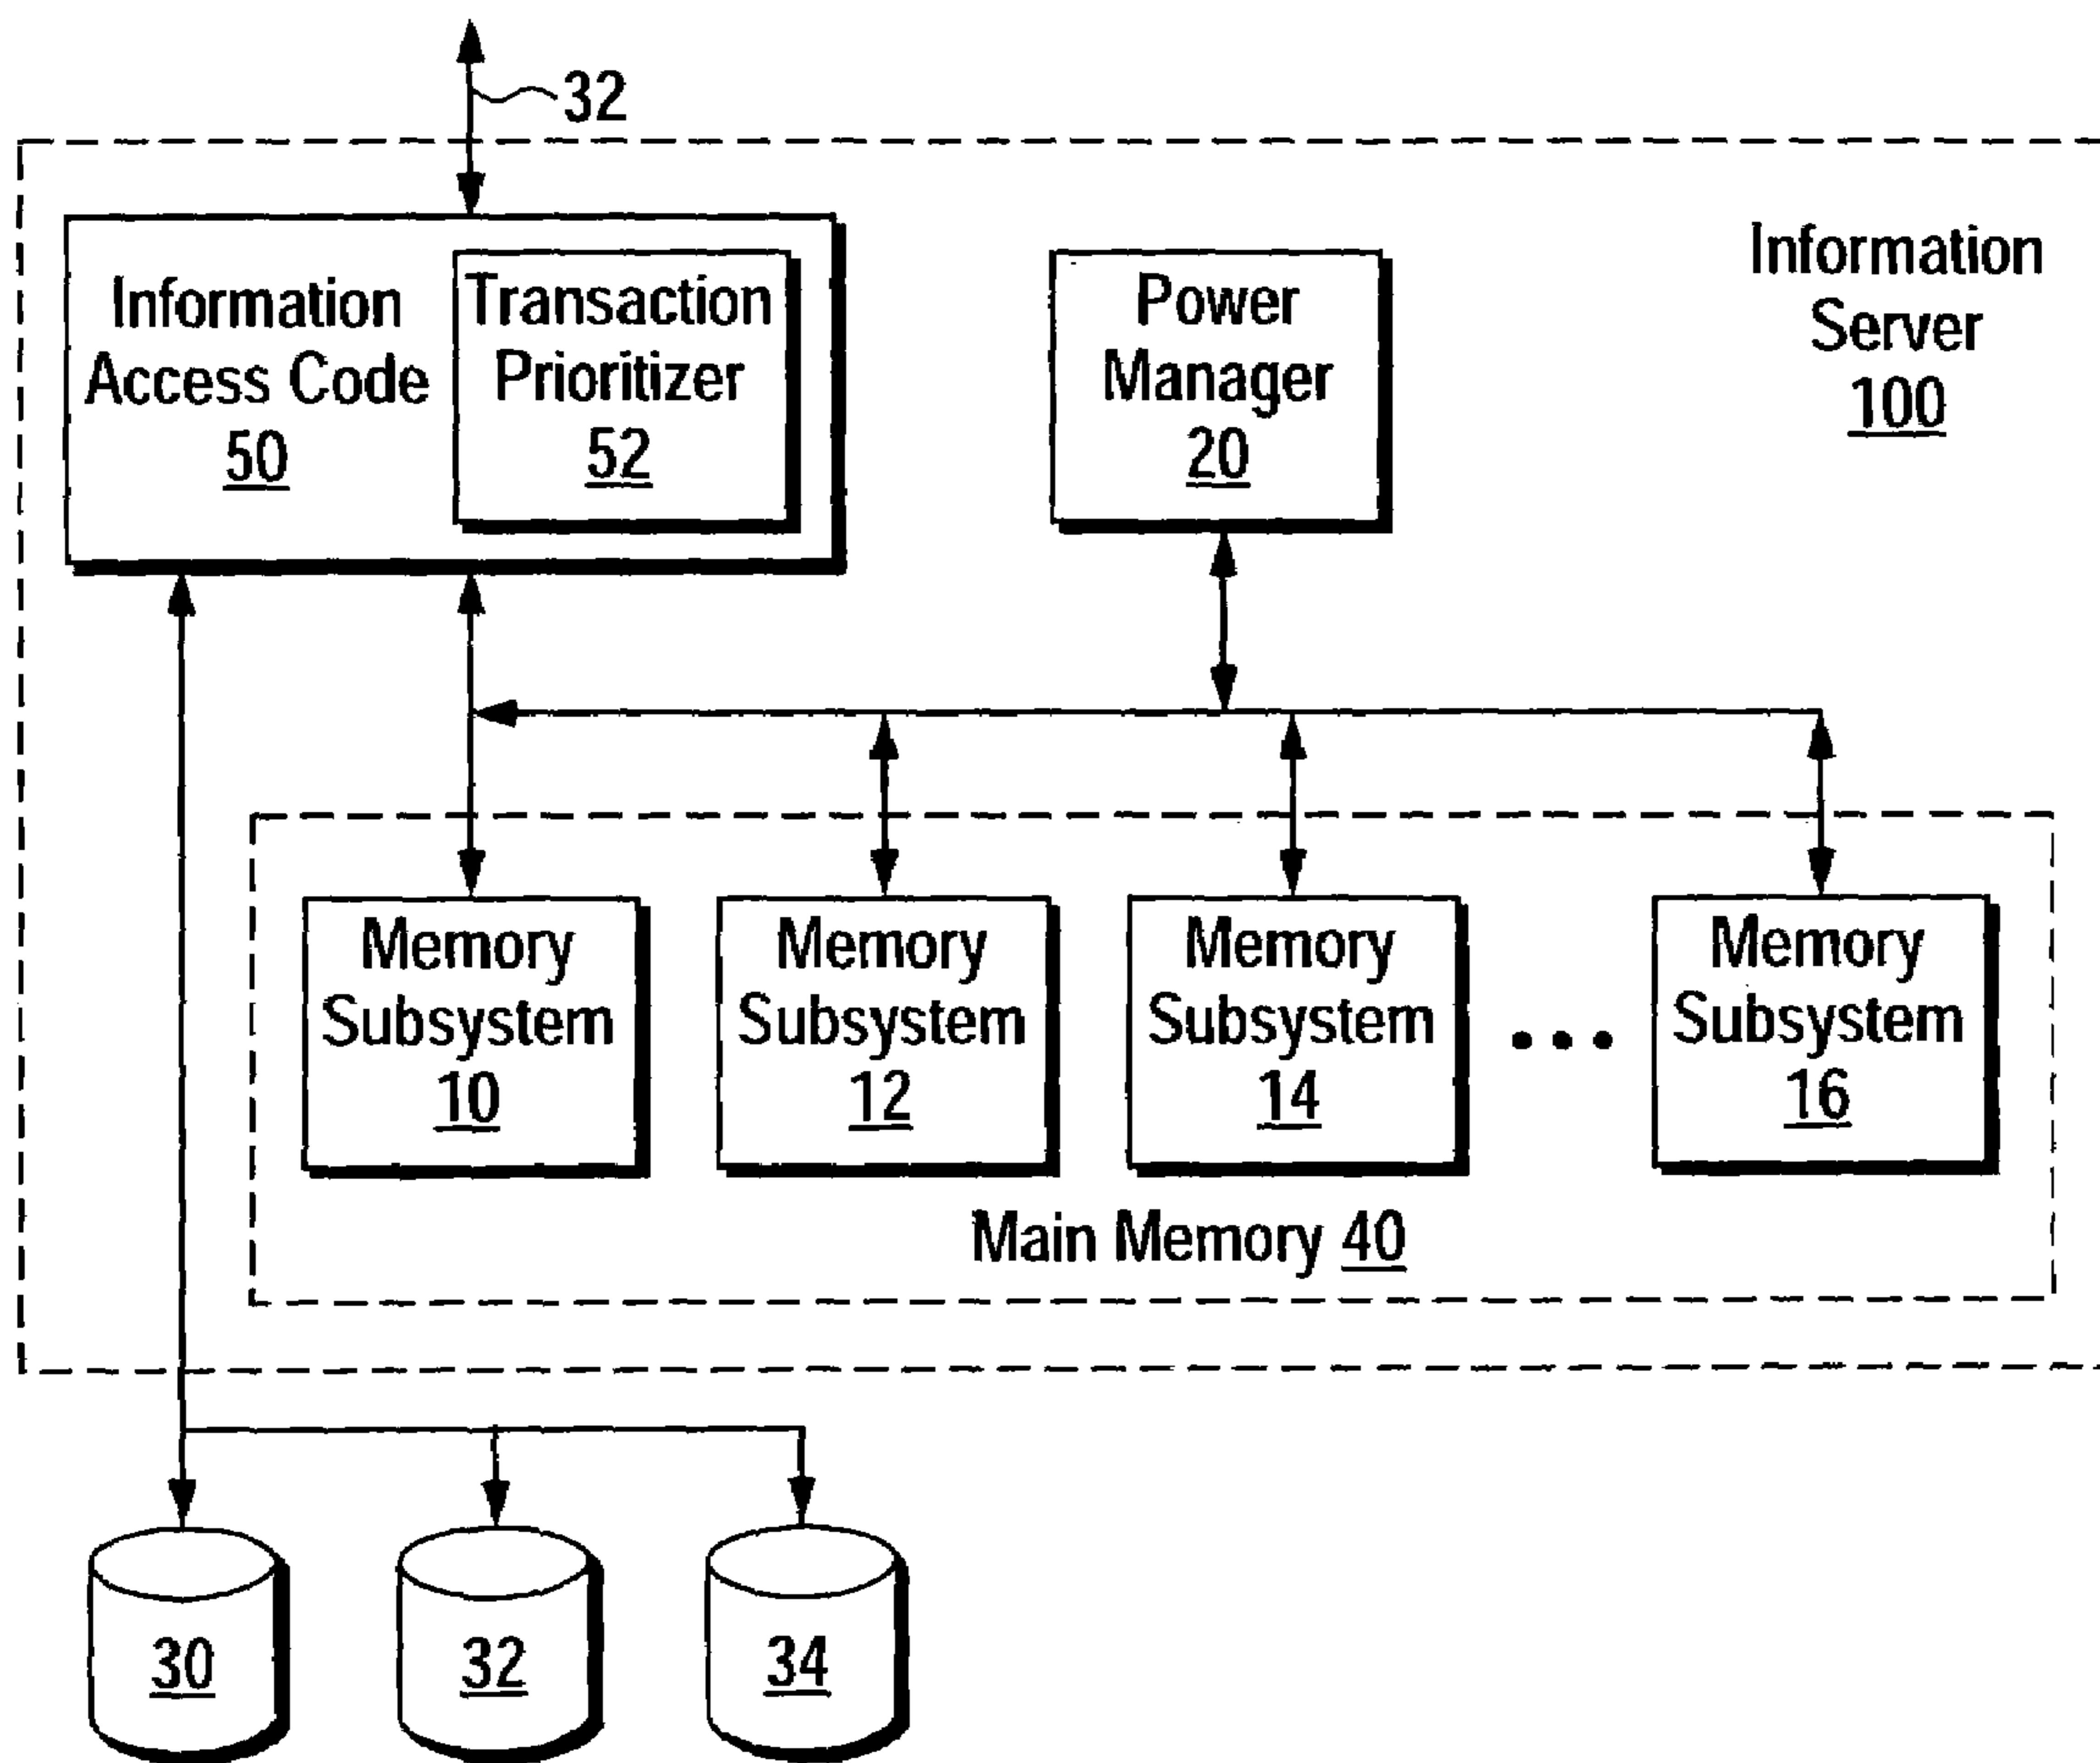 32
Information
Access Code
50
Transaction
Prioritizer
52
Power
Manager
20
Information
Server
100
Memory
Subsystem
10
Memory
Subsystem
12
Memory
Subsystem
14
Memory
Subsystem
16
Main Memory 40
30
32
34